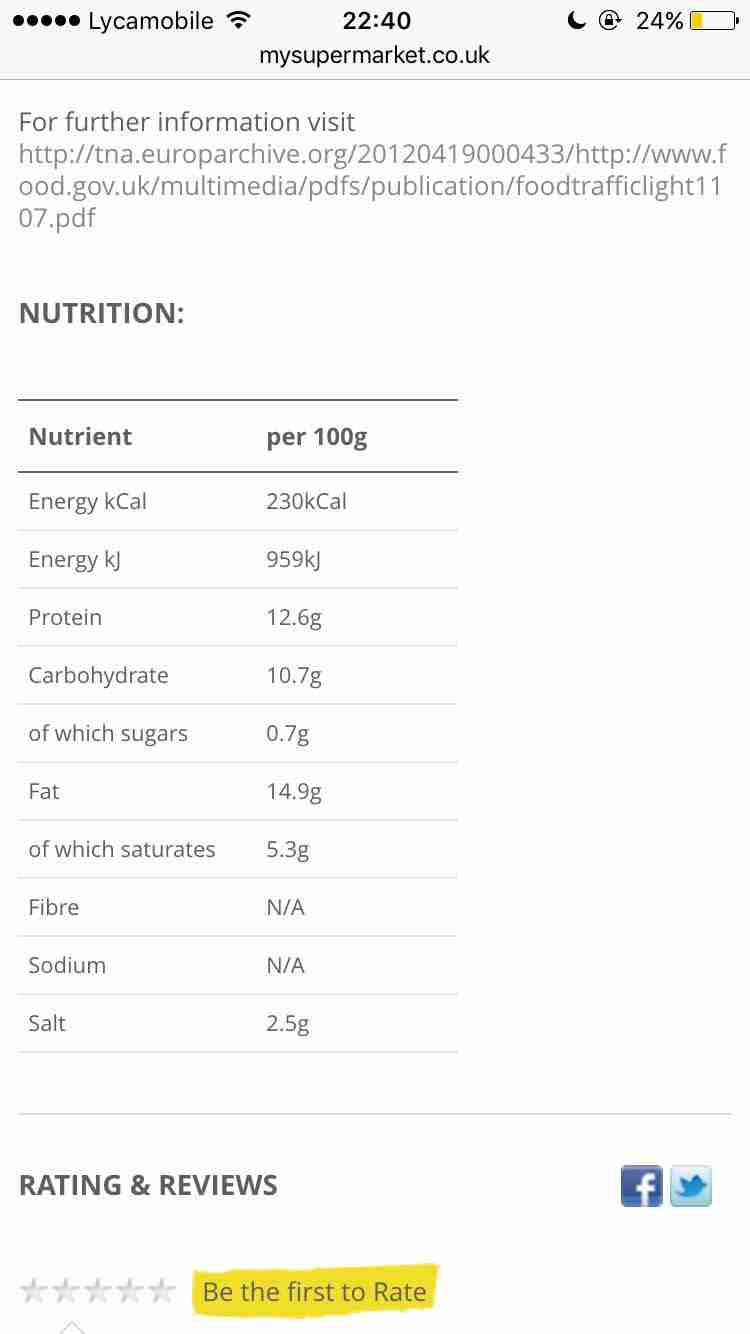 Lycamobile 22:40 24%
mysupermarket.co.uk
For further information visit
http://tna.europarchive.org/20120419000433/http://www.f
ood.gov.uk/multimedia/pdfs/publication/foodtrafficlight11
07.pdf
NUTRITION:
Nutrient per 100g
Energy kCal 230kCal
Energy kJ 959kJ
Protein 12.6g
Carbohydrate 10.7g
of which sugars 0.7g
Fat 14.9g
of which saturates 5.3g
Fibre N/A
Sodium N/A
Salt 2.5g
RATING & REVIEWS
Be the first to Rate